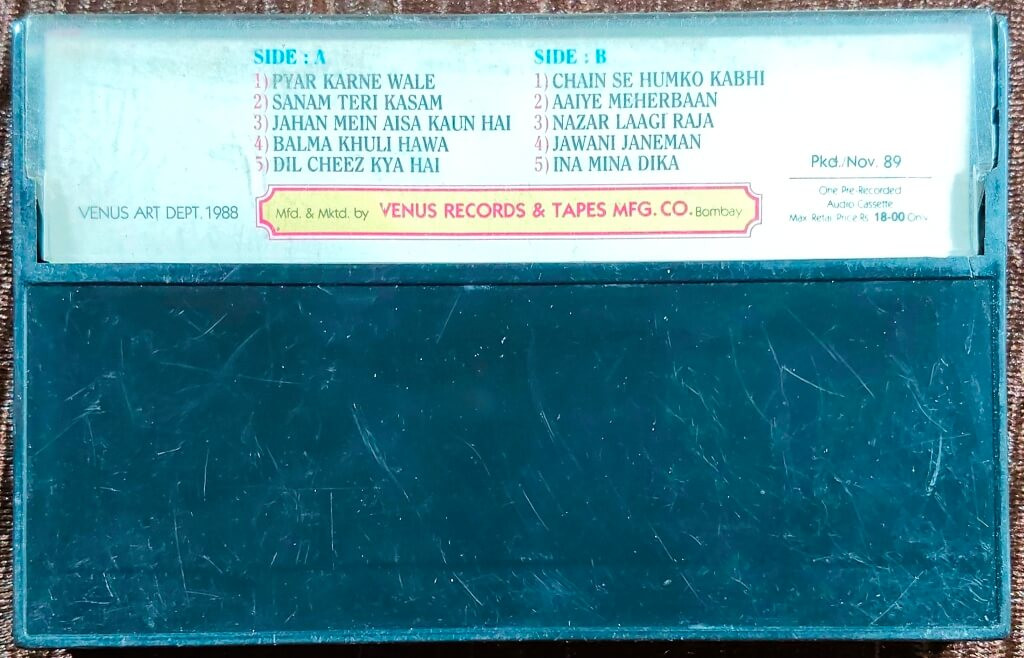 SIDE : A
1) PYAR KARNE WALE
2) SANAM TERI KASAM
3) JAHAN MEIN AISA KAUN HAI
4) BALMA KHULI HAWA
5) DIL CHEEZ KYA HAI
SIDE : B
1) CHAIN SE HUMKO KABHI
2) AAIYE MEHERBAAN
3) NAZAR LAAGI RAJA
4) JAWANI JANEMAN
5) INA MINA DIKA
VENUS ART DEPT. 1988
Mfd. & Mktd. by VENUS RECORDS & TAPES MFG. CO. Bombay
Pkd./Nov. 89
One Pre-Recorded
Audio Cassette
Max. Retail Price Rs. 18-00 Only